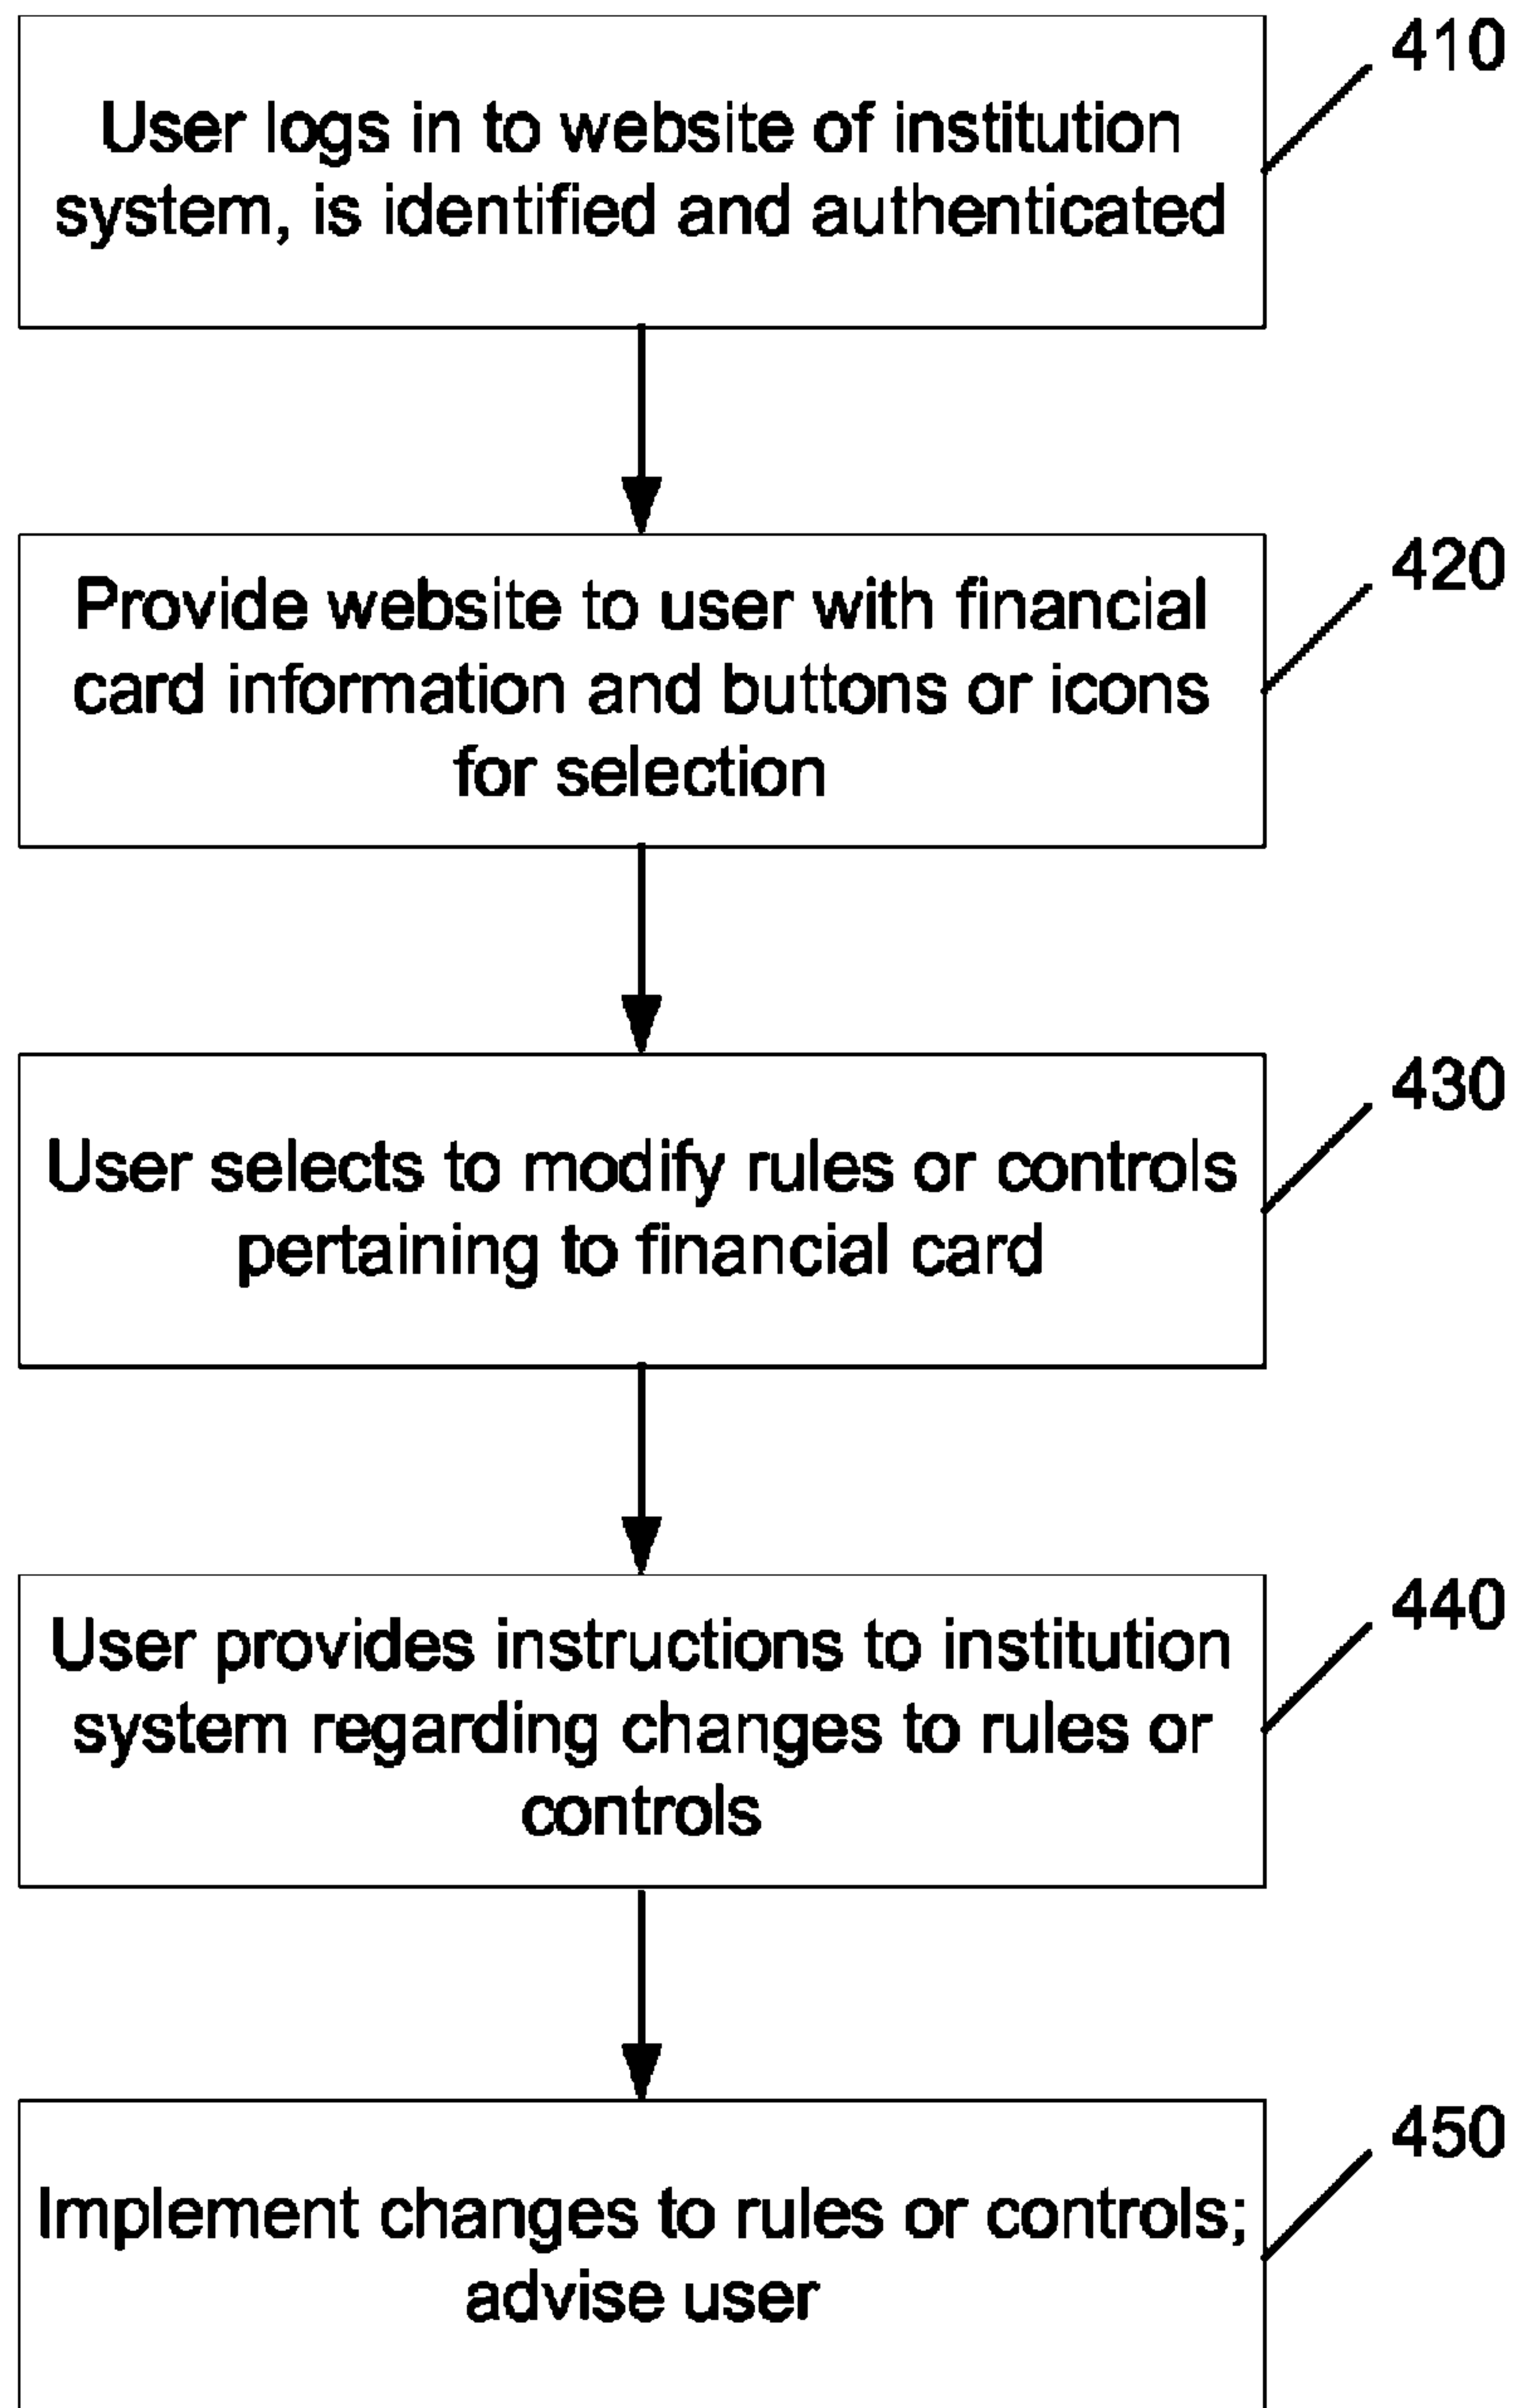 410
User logs in to website of institution
system, is identified and authenticated
420
Provide website to user with financial
card information and buttons or icons
for selection
430
User selects to modify rules or controls
pertaining to financial card
440
User provides instructions to institution
system regarding changes to rules or
controls
450
Implement changes to rules or controls;
advise user